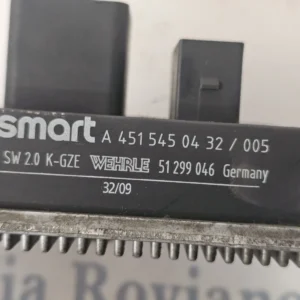 smart A 451 545 04 32 / 005
SW 2.0 K-GZE WEHRLE 51 299 046 Germany
32/09